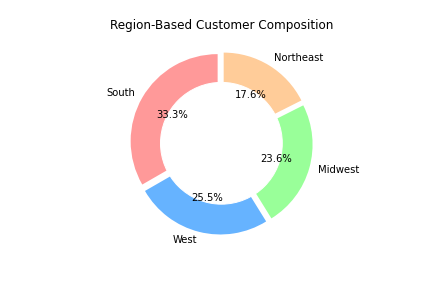 Region-Based Customer Composition
Northeast
17.6%
South
33.3%
23.6%
Midwest
25.5%
West